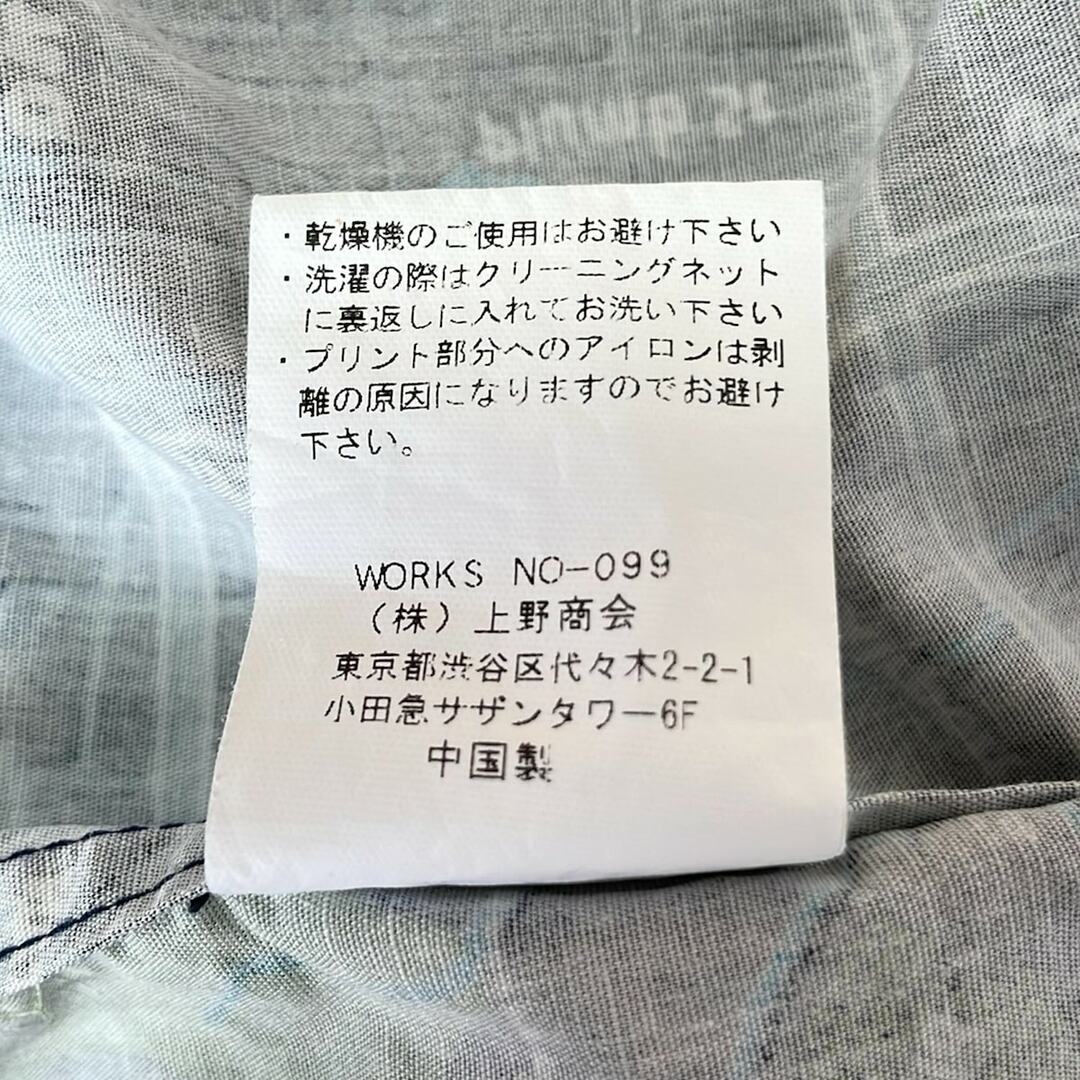 ・乾燥機のご使用はお避け下さい
・洗濯の際はクリーニングネット
に裏返しに入れてお洗い下さい
・プリント部分へのアイロンは剥
離の原因になりますのでお避け
下さい。
WORKS NO-099
(株)上野商会
東京都渋谷区代々木2-2-1
小田急サザンタワー6F
中国製